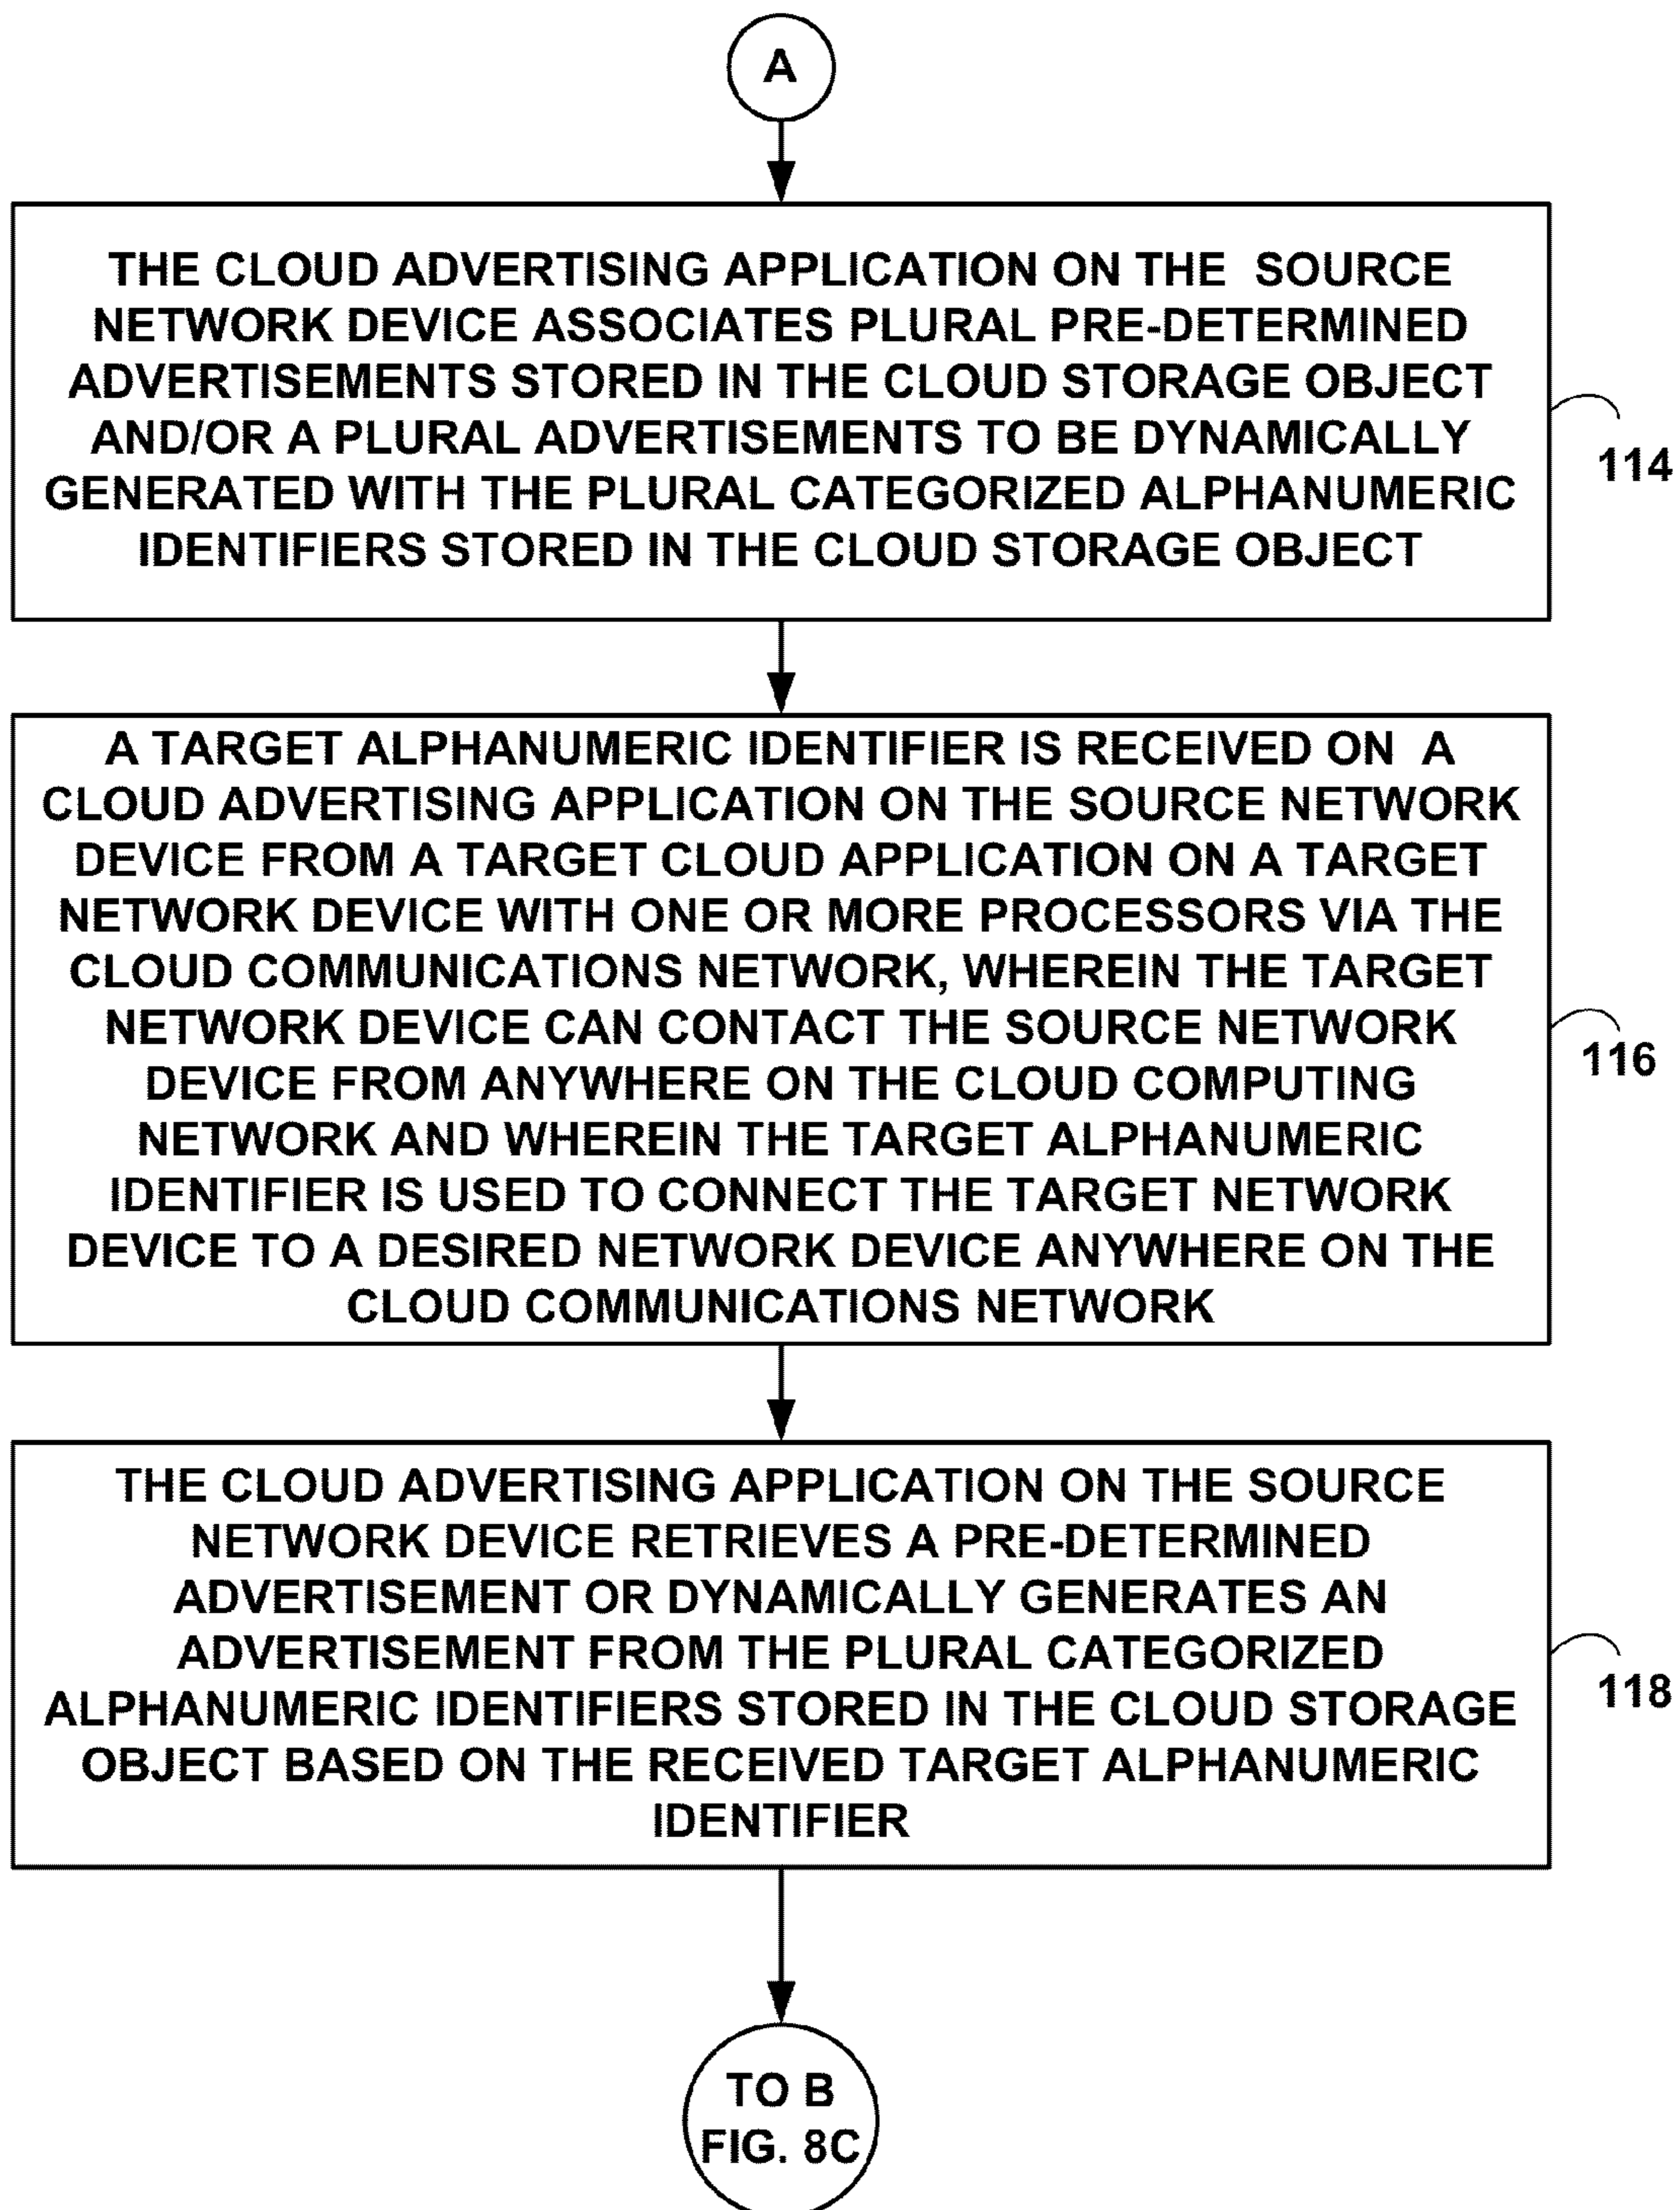 A
THE CLOUD ADVERTISING APPLICATION ON THE SOURCE
NETWORK DEVICE ASSOCIATES PLURAL PRE-DETERMINED
ADVERTISEMENTS STORED IN THE CLOUD STORAGE OBJECT
AND/OR A PLURAL ADVERTISEMENTS TO BE DYNAMICALLY
GENERATED WITH THE PLURAL CATEGORIZED ALPHANUMERIC
IDENTIFIERS STORED IN THE CLOUD STORAGE OBJECT
114
A TARGET ALPHANUMERIC IDENTIFIER IS RECEIVED ON A
CLOUD ADVERTISING APPLICATION ON THE SOURCE NETWORK
DEVICE FROM A TARGET CLOUD APPLICATION ON A TARGET
NETWORK DEVICE WITH ONE OR MORE PROCESSORS VIA THE
CLOUD COMMUNICATIONS NETWORK, WHEREIN THE TARGET
NETWORK DEVICE CAN CONTACT THE SOURCE NETWORK
DEVICE FROM ANYWHERE ON THE CLOUD COMPUTING
NETWORK AND WHEREIN THE TARGET ALPHANUMERIC
IDENTIFIER IS USED TO CONNECT THE TARGET NETWORK
DEVICE TO A DESIRED NETWORK DEVICE ANYWHERE ON THE
CLOUD COMMUNICATIONS NETWORK
116
THE CLOUD ADVERTISING APPLICATION ON THE SOURCE
NETWORK DEVICE RETRIEVES A PRE-DETERMINED
ADVERTISEMENT OR DYNAMICALLY GENERATES AN
ADVERTISEMENT FROM THE PLURAL CATEGORIZED
ALPHANUMERIC IDENTIFIERS STORED IN THE CLOUD STORAGE
OBJECT BASED ON THE RECEIVED TARGET ALPHANUMERIC
IDENTIFIER
118
TO B
FIG. 8C